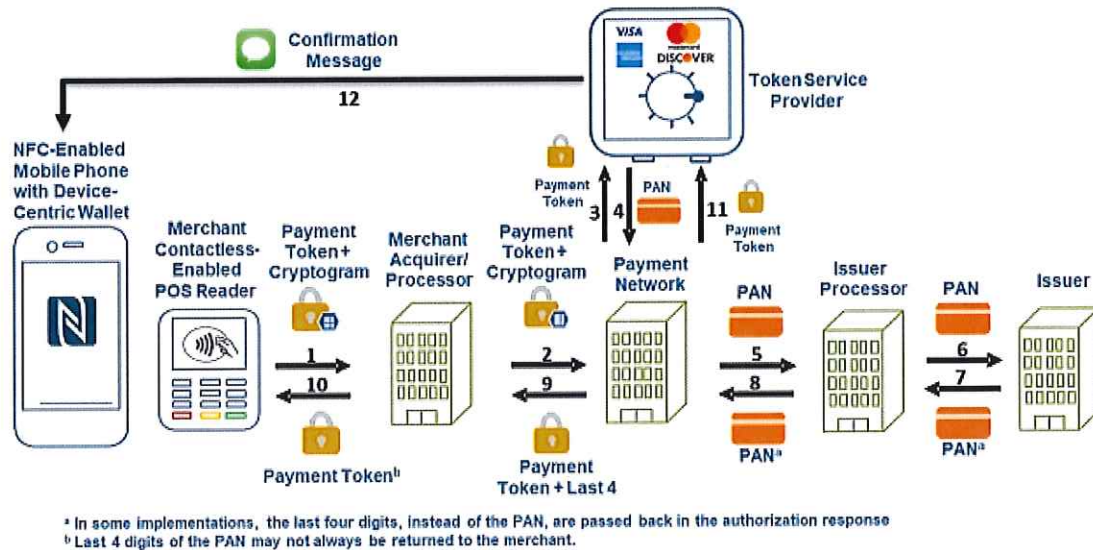 Confirmation
Message
12
VISA
mastercard
DISCOVER
Token Service
Provider
NFC-Enabled
Mobile Phone
with Device-
Centric Wallet
Payment
Token
3
4
PAN
11
Payment
Token
Merchant
Contactless-
Enabled
POS Reader
Payment
Token +
Cryptogram
Merchant
Acquirer/
Processor
Payment
Token +
Cryptogram
Payment
Network
PAN
Issuer
Processor
PAN
Issuer
1
10
2
9
5
8
6
7
Payment Tokenᵇ
Payment
Token + Last 4
PANᵃ
PANᵃ
ᵃ In some implementations, the last four digits, instead of the PAN, are passed back in the authorization response
ᵇ Last 4 digits of the PAN may not always be returned to the merchant.